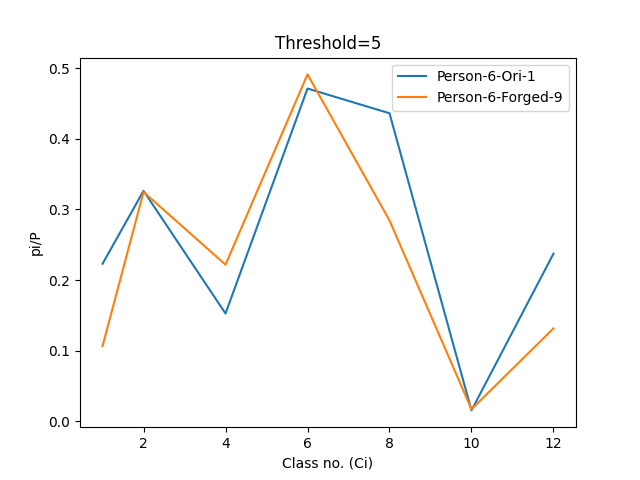 Threshold=5
Person-6-Ori-1
Person-6-Forged-9
0.5
0.4
0.3
0.2
0.1
0.0
pi/P
2 4 6 8 10 12
Class no. (Ci)